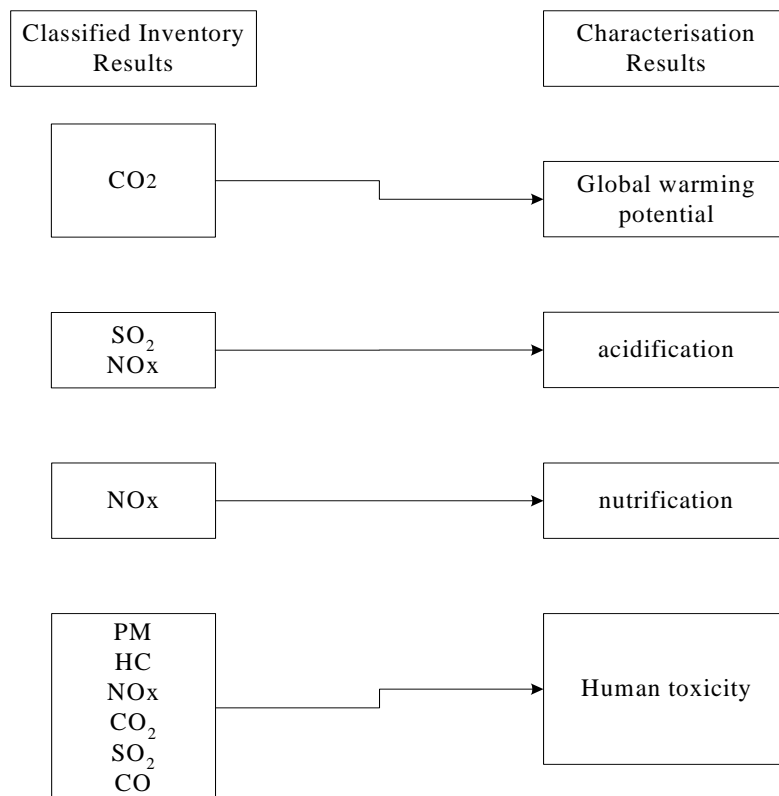 Classified Inventory
Results
Characterisation
Results
CO2
Global warming
potential
SO₂
NOx
acidification
NOx
nutrification
PM
HC
NOx
CO₂
SO₂
CO
Human toxicity